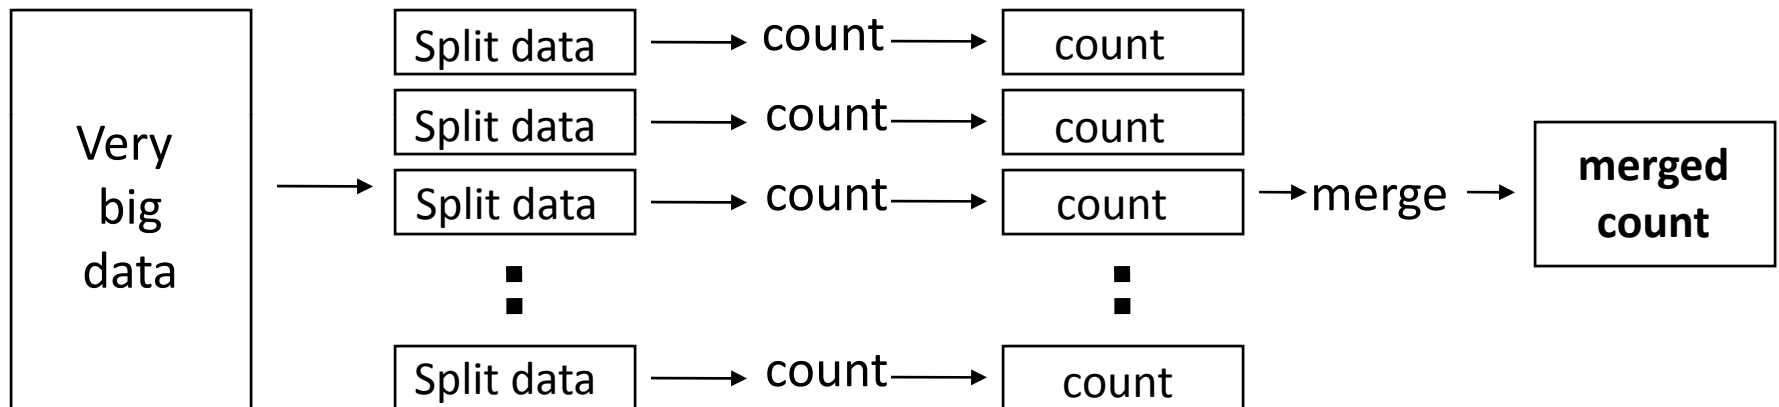 Very
big
data
Split data count count
Split data count count
Split data count count
Split data count count
merge
merged
count